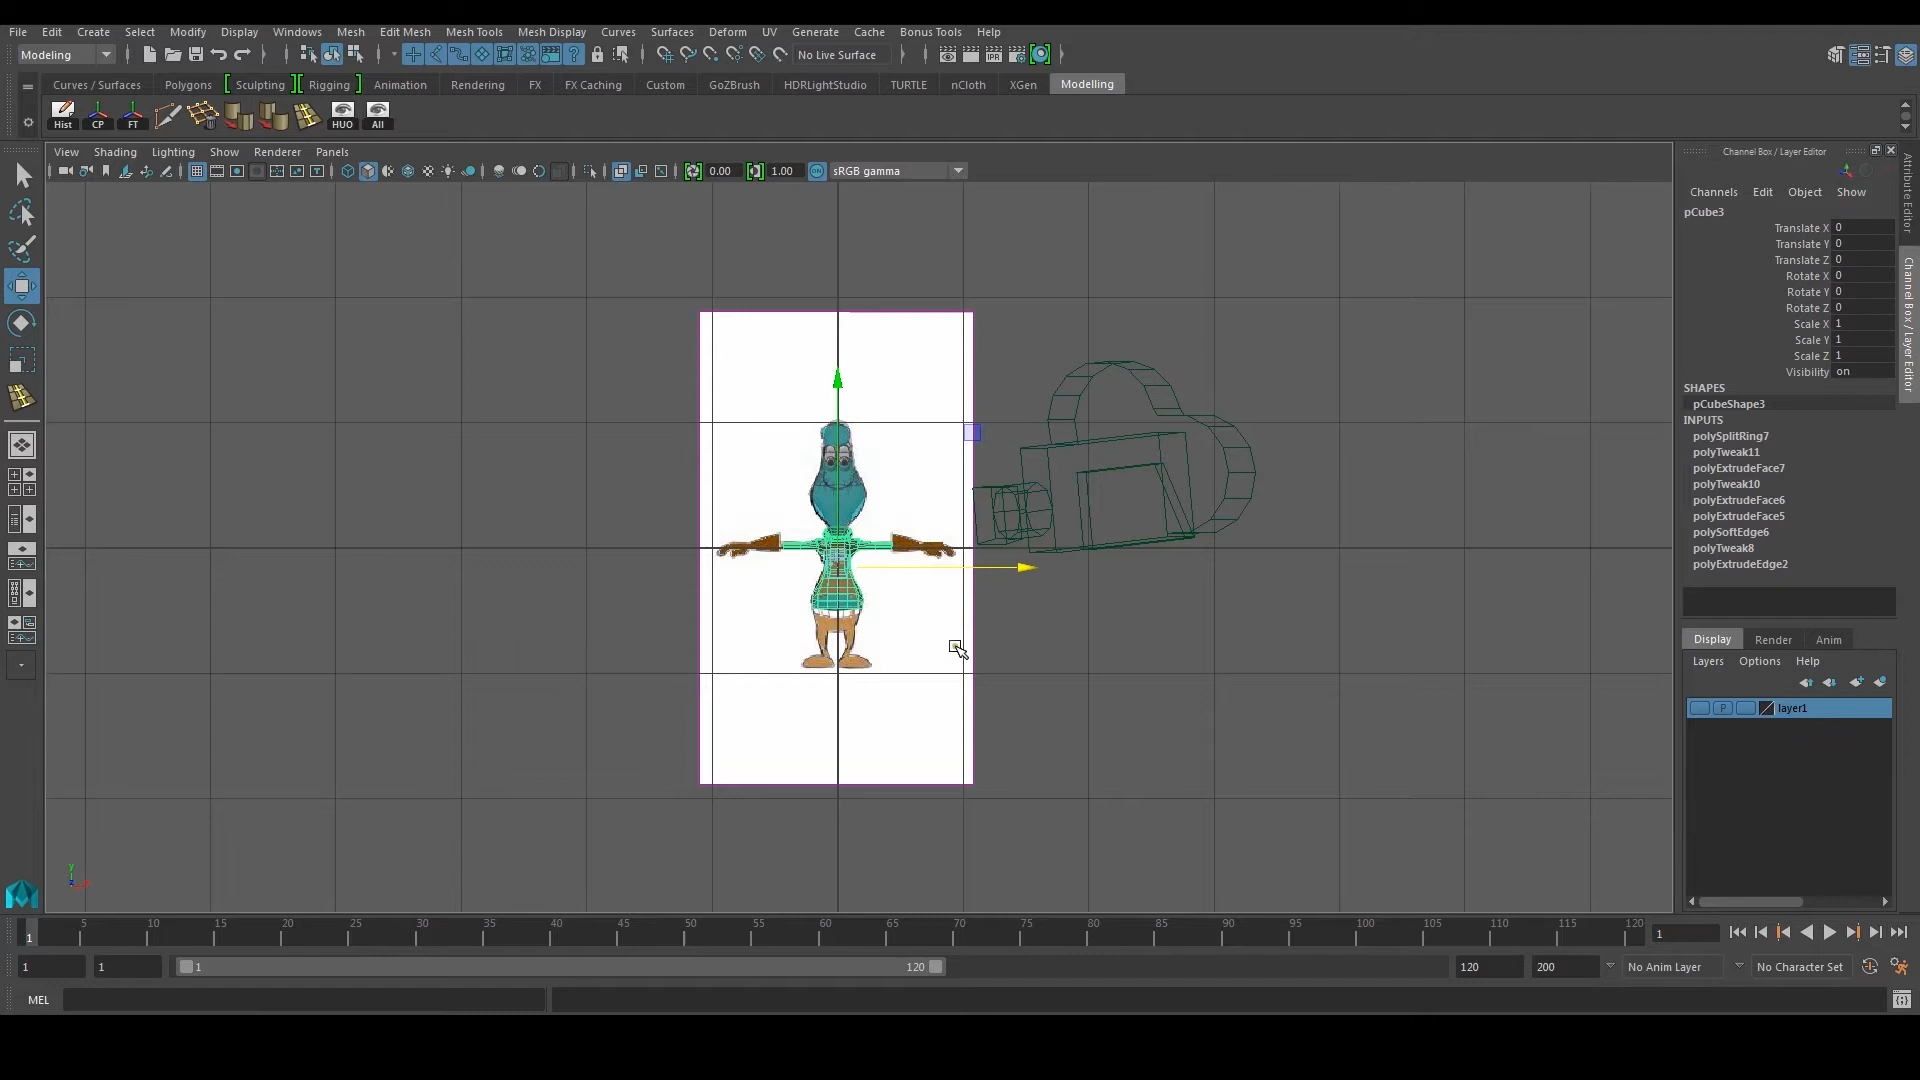 File Edit Create Select Modify Display Windows Mesh Edit Mesh Mesh Tools Mesh Display Curves Surfaces Deform UV Generate Cache Bonus Tools Help
Modeling No Live Surface
Curves / Surfaces Polygons Sculpting Rigging Animation Rendering FX FX Caching Custom GoZBrush HDRLightStudio TURTLE nCloth XGen Modelling
Hist CP FT HUO All
View Shading Lighting Show Renderer Panels
0.00 1.00 sRGB gamma
Channel Box / Layer Editor
Channels Edit Object Show
pCube3
Translate X 0
Translate Y 0
Translate Z 0
Rotate X 0
Rotate Y 0
Rotate Z 0
Scale X 1
Scale Y 1
Scale Z 1
Visibility on
SHAPES
pCubeShape3
INPUTS
polySplitRing7
polyTweak11
polyExtrudeFace7
polyTweak10
polyExtrudeFace6
polyExtrudeFace5
polySoftEdge6
polyTweak8
polyExtrudeEdge2
Display Render Anim
Layers Options Help
P layer1
Attribute Editor
Channel Box / Layer Editor
y
1 5 10 15 20 25 30 35 40 45 50 55 60 65 70 75 80 85 90 95 100 105 110 115 120 1
1 1 1 120 120 200 No Anim Layer No Character Set
MEL